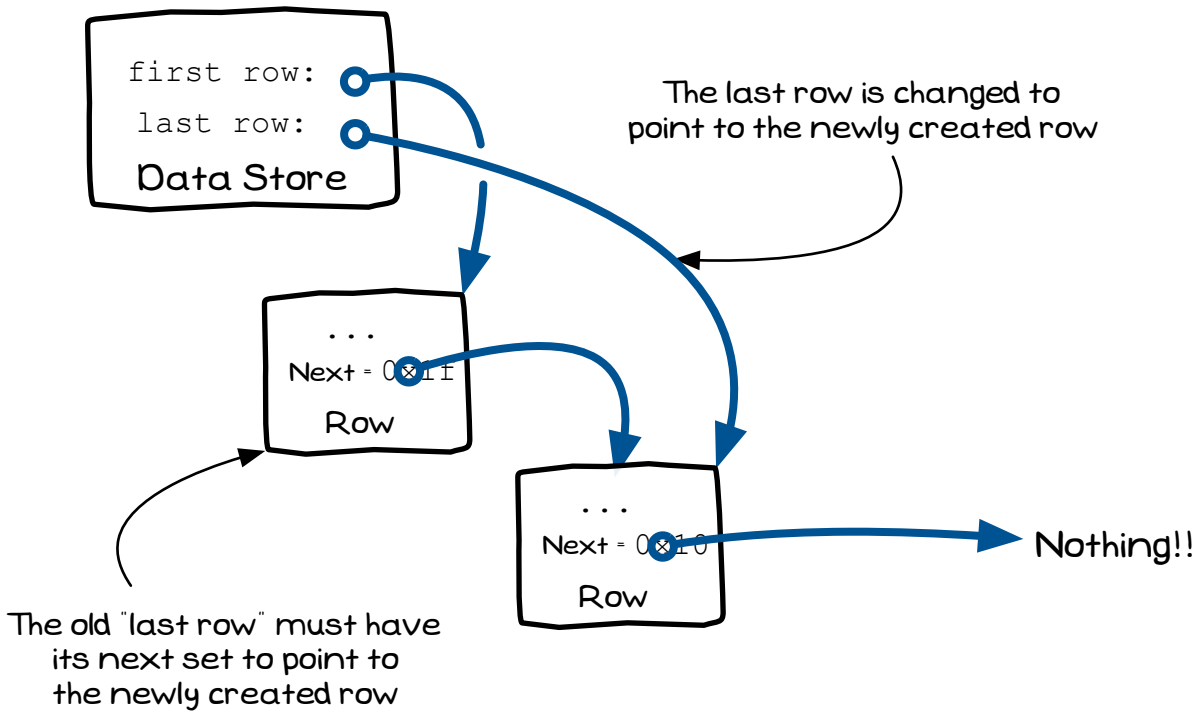 first row:
last row:
Data Store
The last row is changed to
point to the newly created row
...
Next = 0x1f
Row
...
Next = 0x10
Row
Nothing!!
The old "last row" must have
its next set to point to
the newly created row